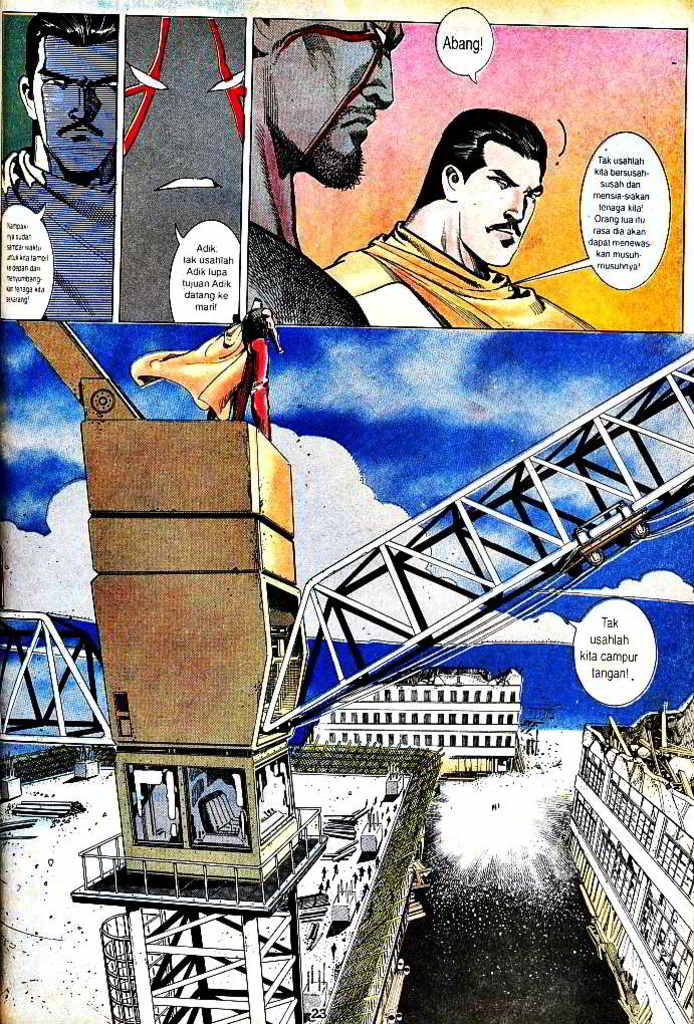 Nampak-
nya sudah
sampai waktu
untuk kita tampil
ke depan dan
menyumbang-
kan tenaga kita
sekarang!
Adik,
tak usahlah
Adik lupa
tujuan Adik
datang ke
mari!
Abang!
Tak usahlah
kita bersusah-
susah dan
mensia-siakan
tenaga kita!
Orang tua itu
rasa dia akan
dapat menewas-
kan musuh-
musuhnya!
Tak
usahlah
kita campur
tangan!
23